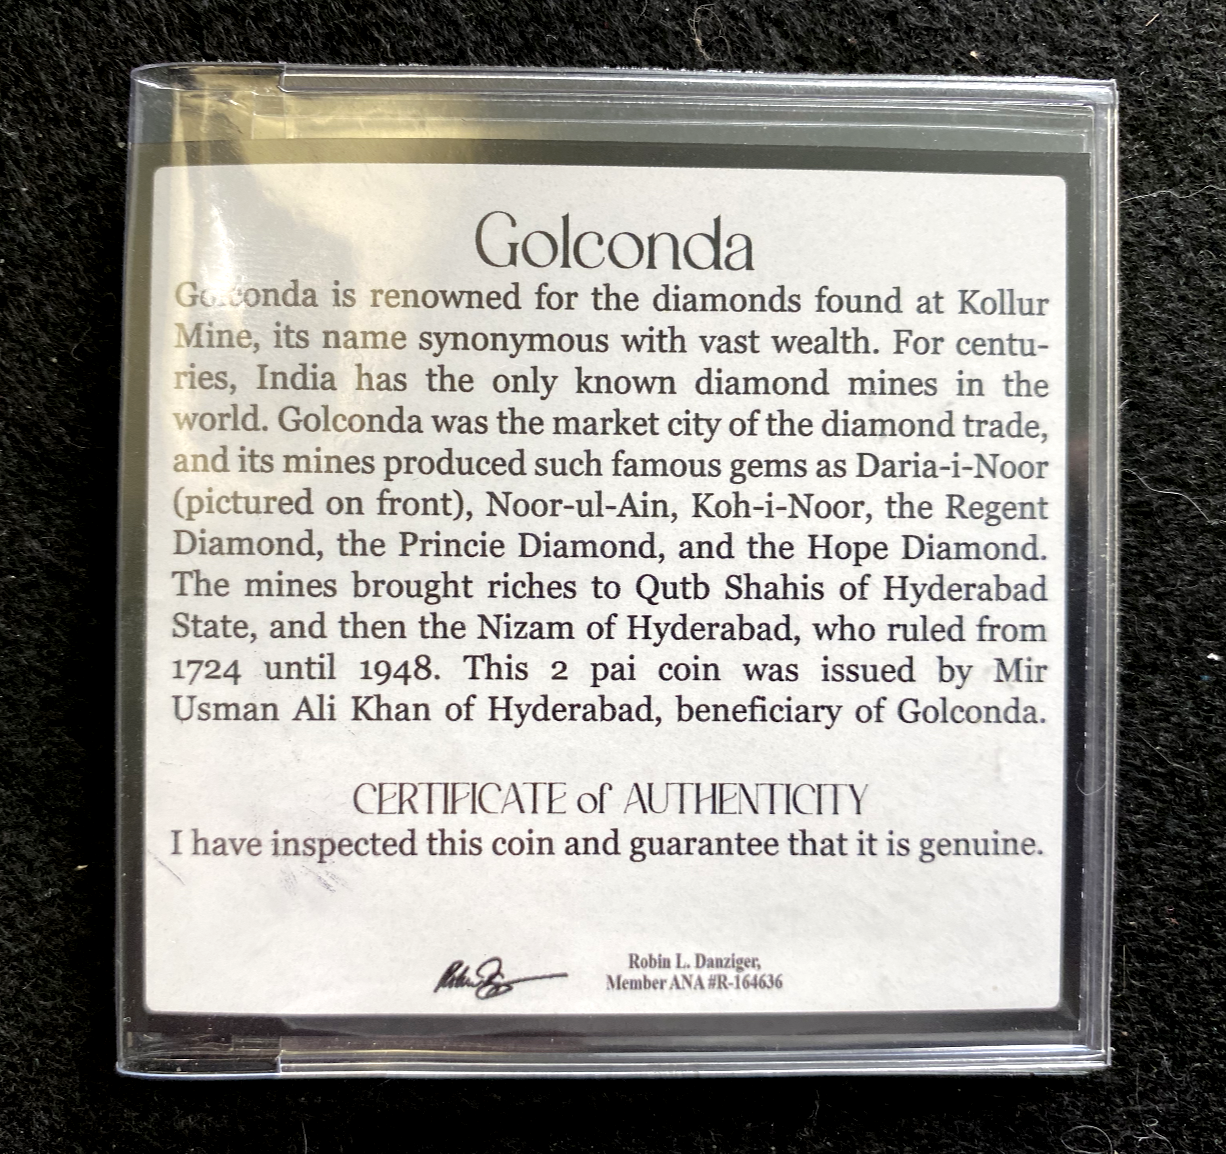 Golconda
Golconda is renowned for the diamonds found at Kollur
Mine, its name synonymous with vast wealth. For centu-
ries, India has the only known diamond mines in the
world. Golconda was the market city of the diamond trade,
and its mines produced such famous gems as Daria-i-Noor
(pictured on front), Noor-ul-Ain, Koh-i-Noor, the Regent
Diamond, the Princie Diamond, and the Hope Diamond.
The mines brought riches to Qutb Shahis of Hyderabad
State, and then the Nizam of Hyderabad, who ruled from
1724 until 1948. This 2 pai coin was issued by Mir
Usman Ali Khan of Hyderabad, beneficiary of Golconda.
CERTIFICATE of AUTHENTICITY
I have inspected this coin and guarantee that it is genuine.
Robin L. Danziger,
Member ANA #R-164636